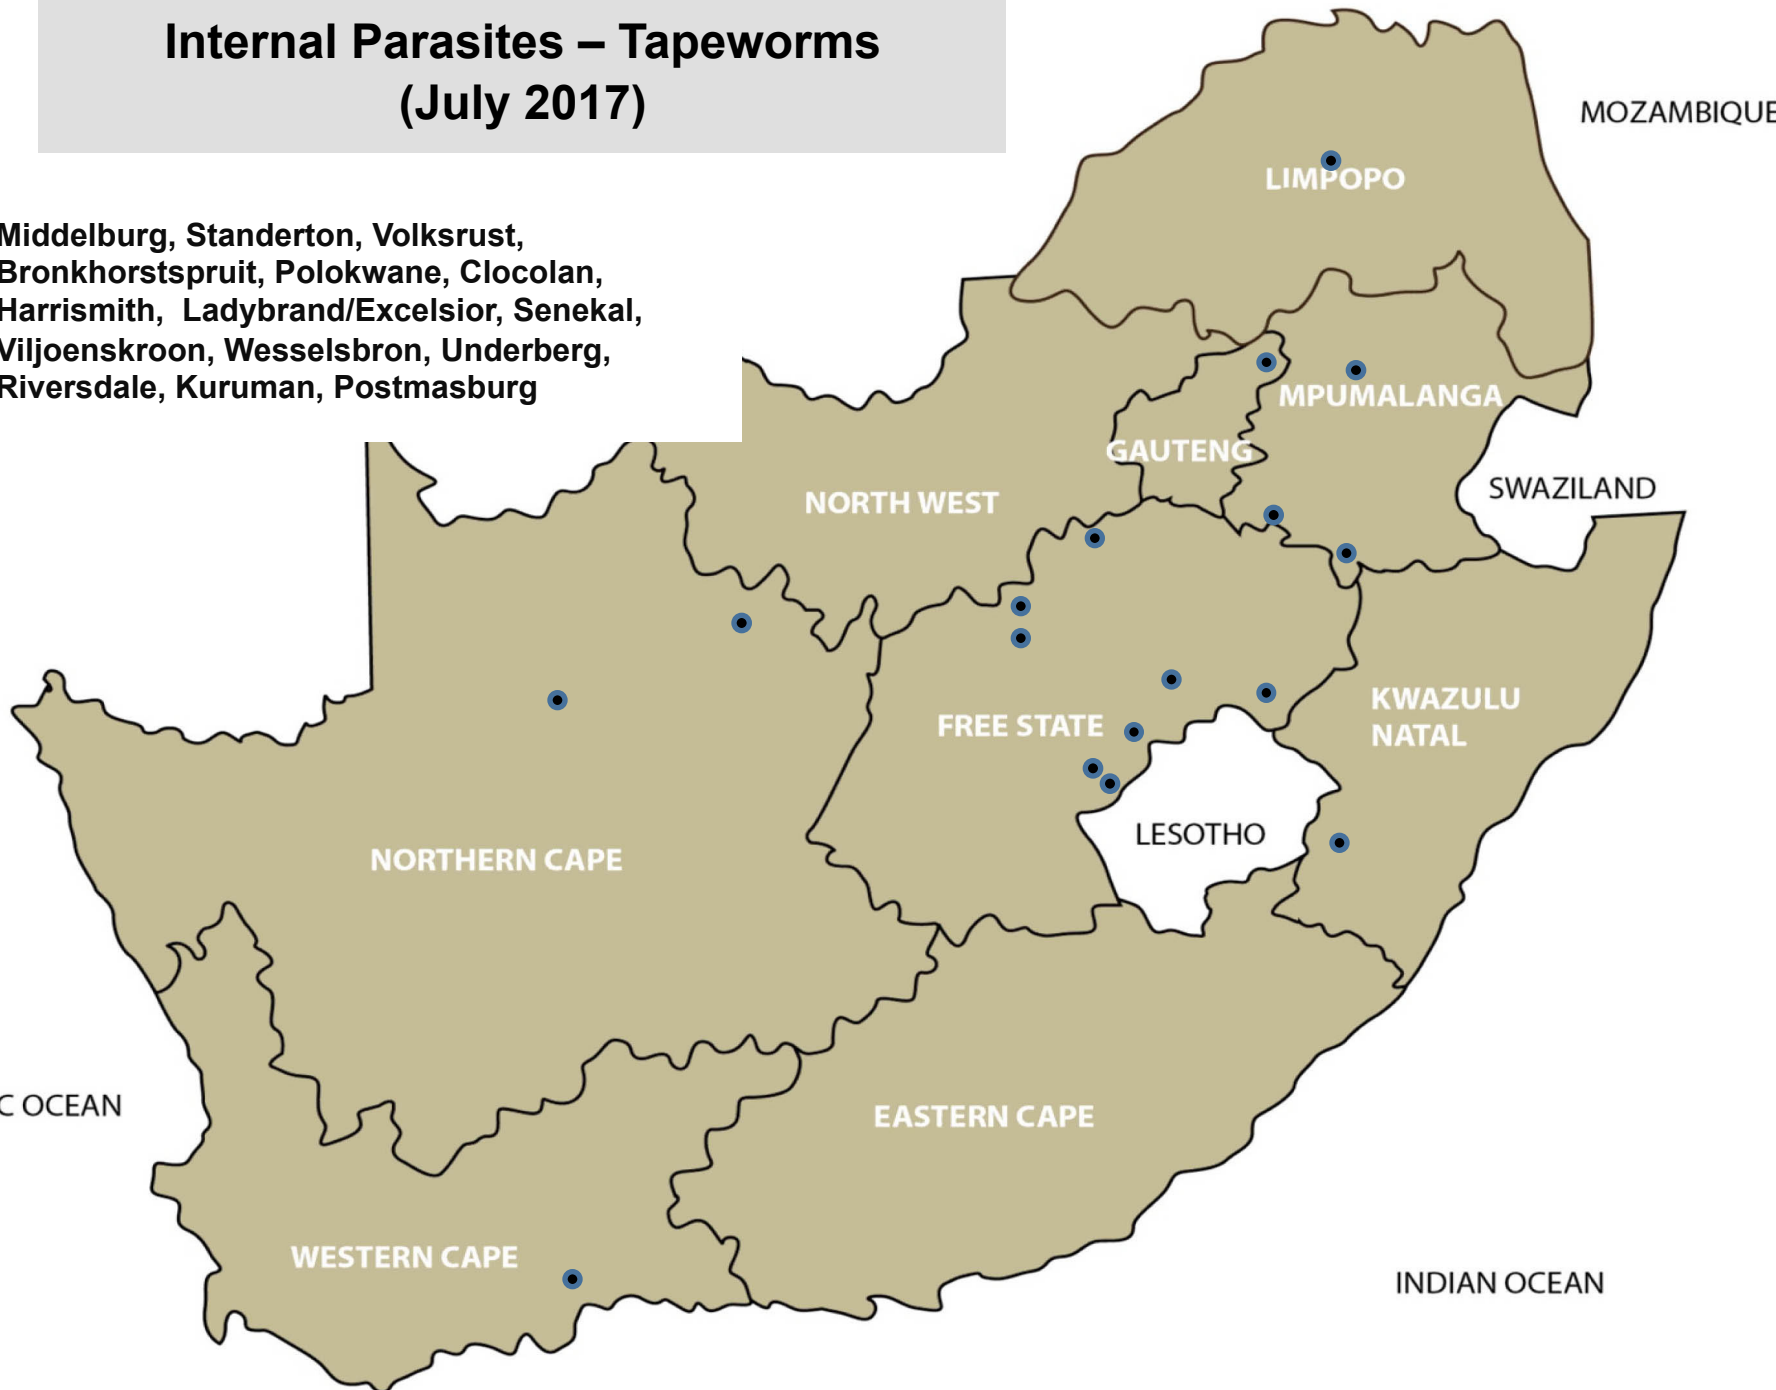 Internal Parasites – Tapeworms
(July 2017)
Middelburg, Standerton, Volksrust,
Bronkhorstspruit, Polokwane, Clocolan,
Harrismith,  Ladybrand/Excelsior, Senekal,
Viljoenskroon, Wesselsbron, Underberg,
Riversdale, Kuruman, Postmasburg
MOZAMBIQUE
LIMPOPO
MPUMALANGA
GAUTENG
SWAZILAND
NORTH WEST
KWAZULU
NATAL
FREE STATE
LESOTHO
NORTHERN CAPE
C OCEAN
EASTERN CAPE
WESTERN CAPE
INDIAN OCEAN